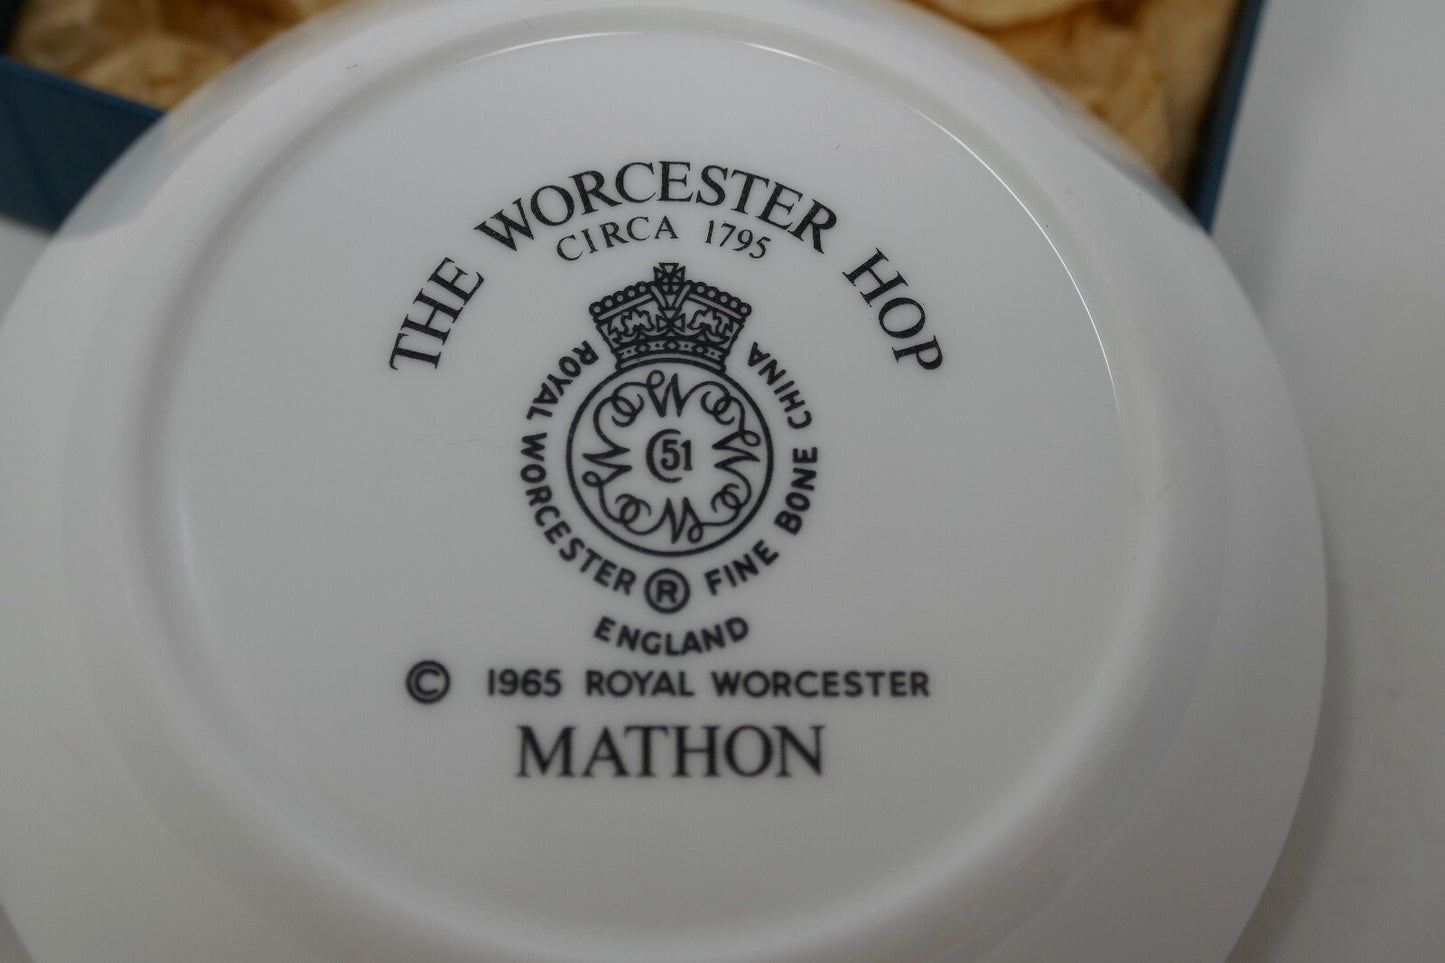 THE WORCESTER HOP
CIRCA 1795
51
ROYAL WORCESTER ® FINE BONE CHINA
ENGLAND
© 1965 ROYAL WORCESTER
MATHON